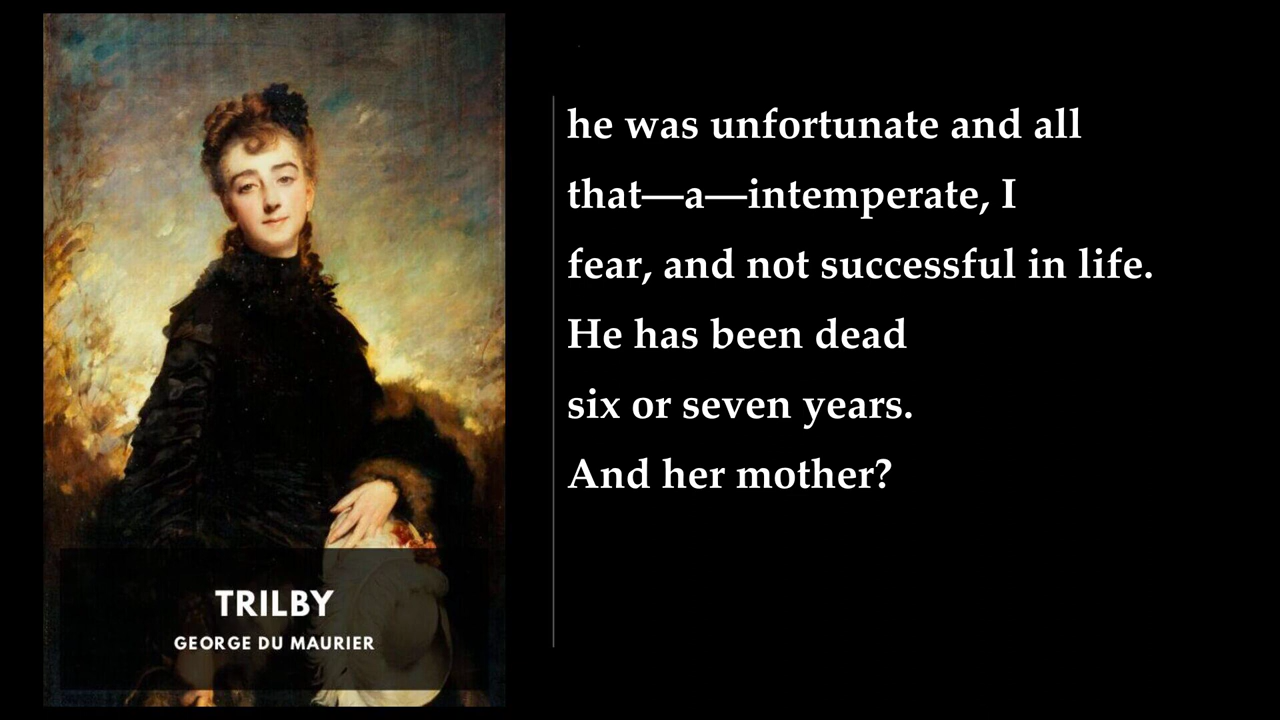 TRILBY
GEORGE DU MAURIER
he was unfortunate and all
that—a—intemperate, I
fear, and not successful in life.
He has been dead
six or seven years.
And her mother?